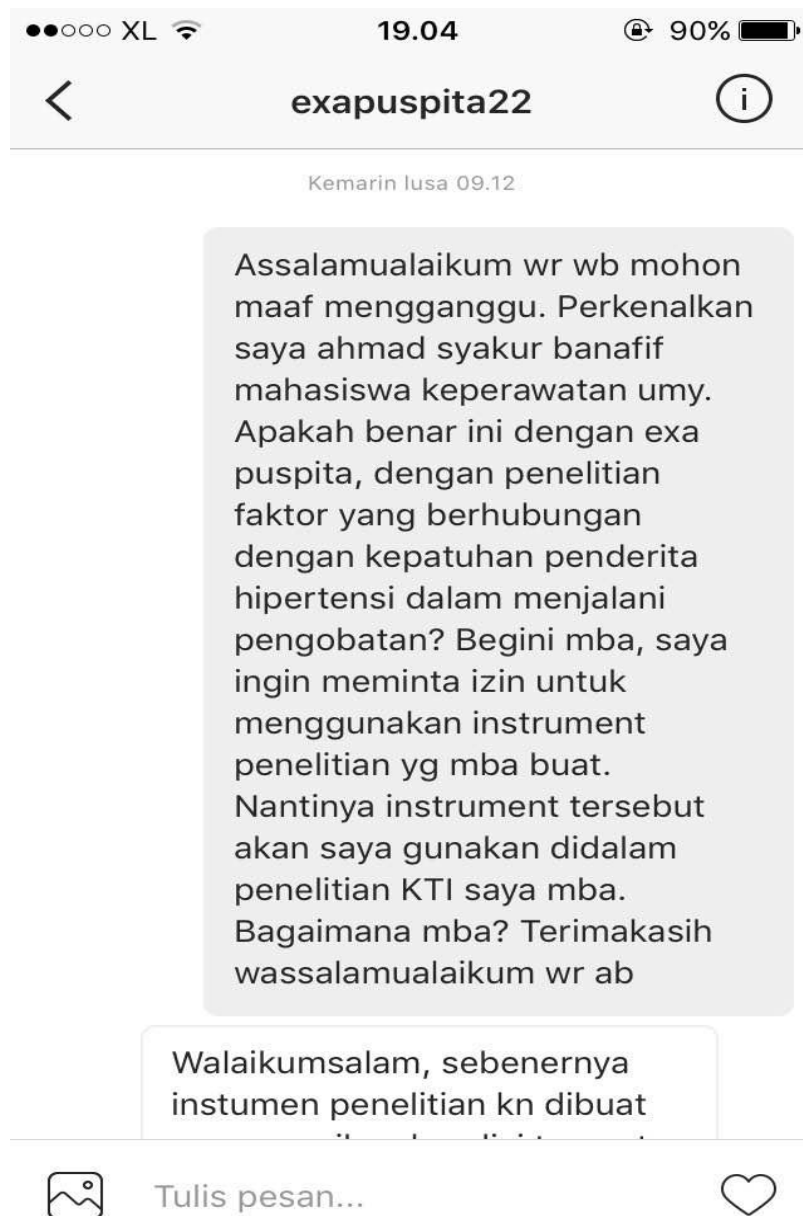 XL 19.04 90%
exapuspita22
Kemarin lusa 09.12
Assalamualaikum wr wb mohon
maaf mengganggu. Perkenalkan
saya ahmad syakur banafif
mahasiswa keperawatan umy.
Apakah benar ini dengan exa
puspita, dengan penelitian
faktor yang berhubungan
dengan kepatuhan penderita
hipertensi dalam menjalani
pengobatan? Begini mba, saya
ingin meminta izin untuk
menggunakan instrument
penelitian yg mba buat.
Nantinya instrument tersebut
akan saya gunakan didalam
penelitian KTI saya mba.
Bagaimana mba? Terimakasih
wassalamualaikum wr ab
Walaikumsalam, sebenernya
instumen penelitian kn dibuat
Tulis pesan...